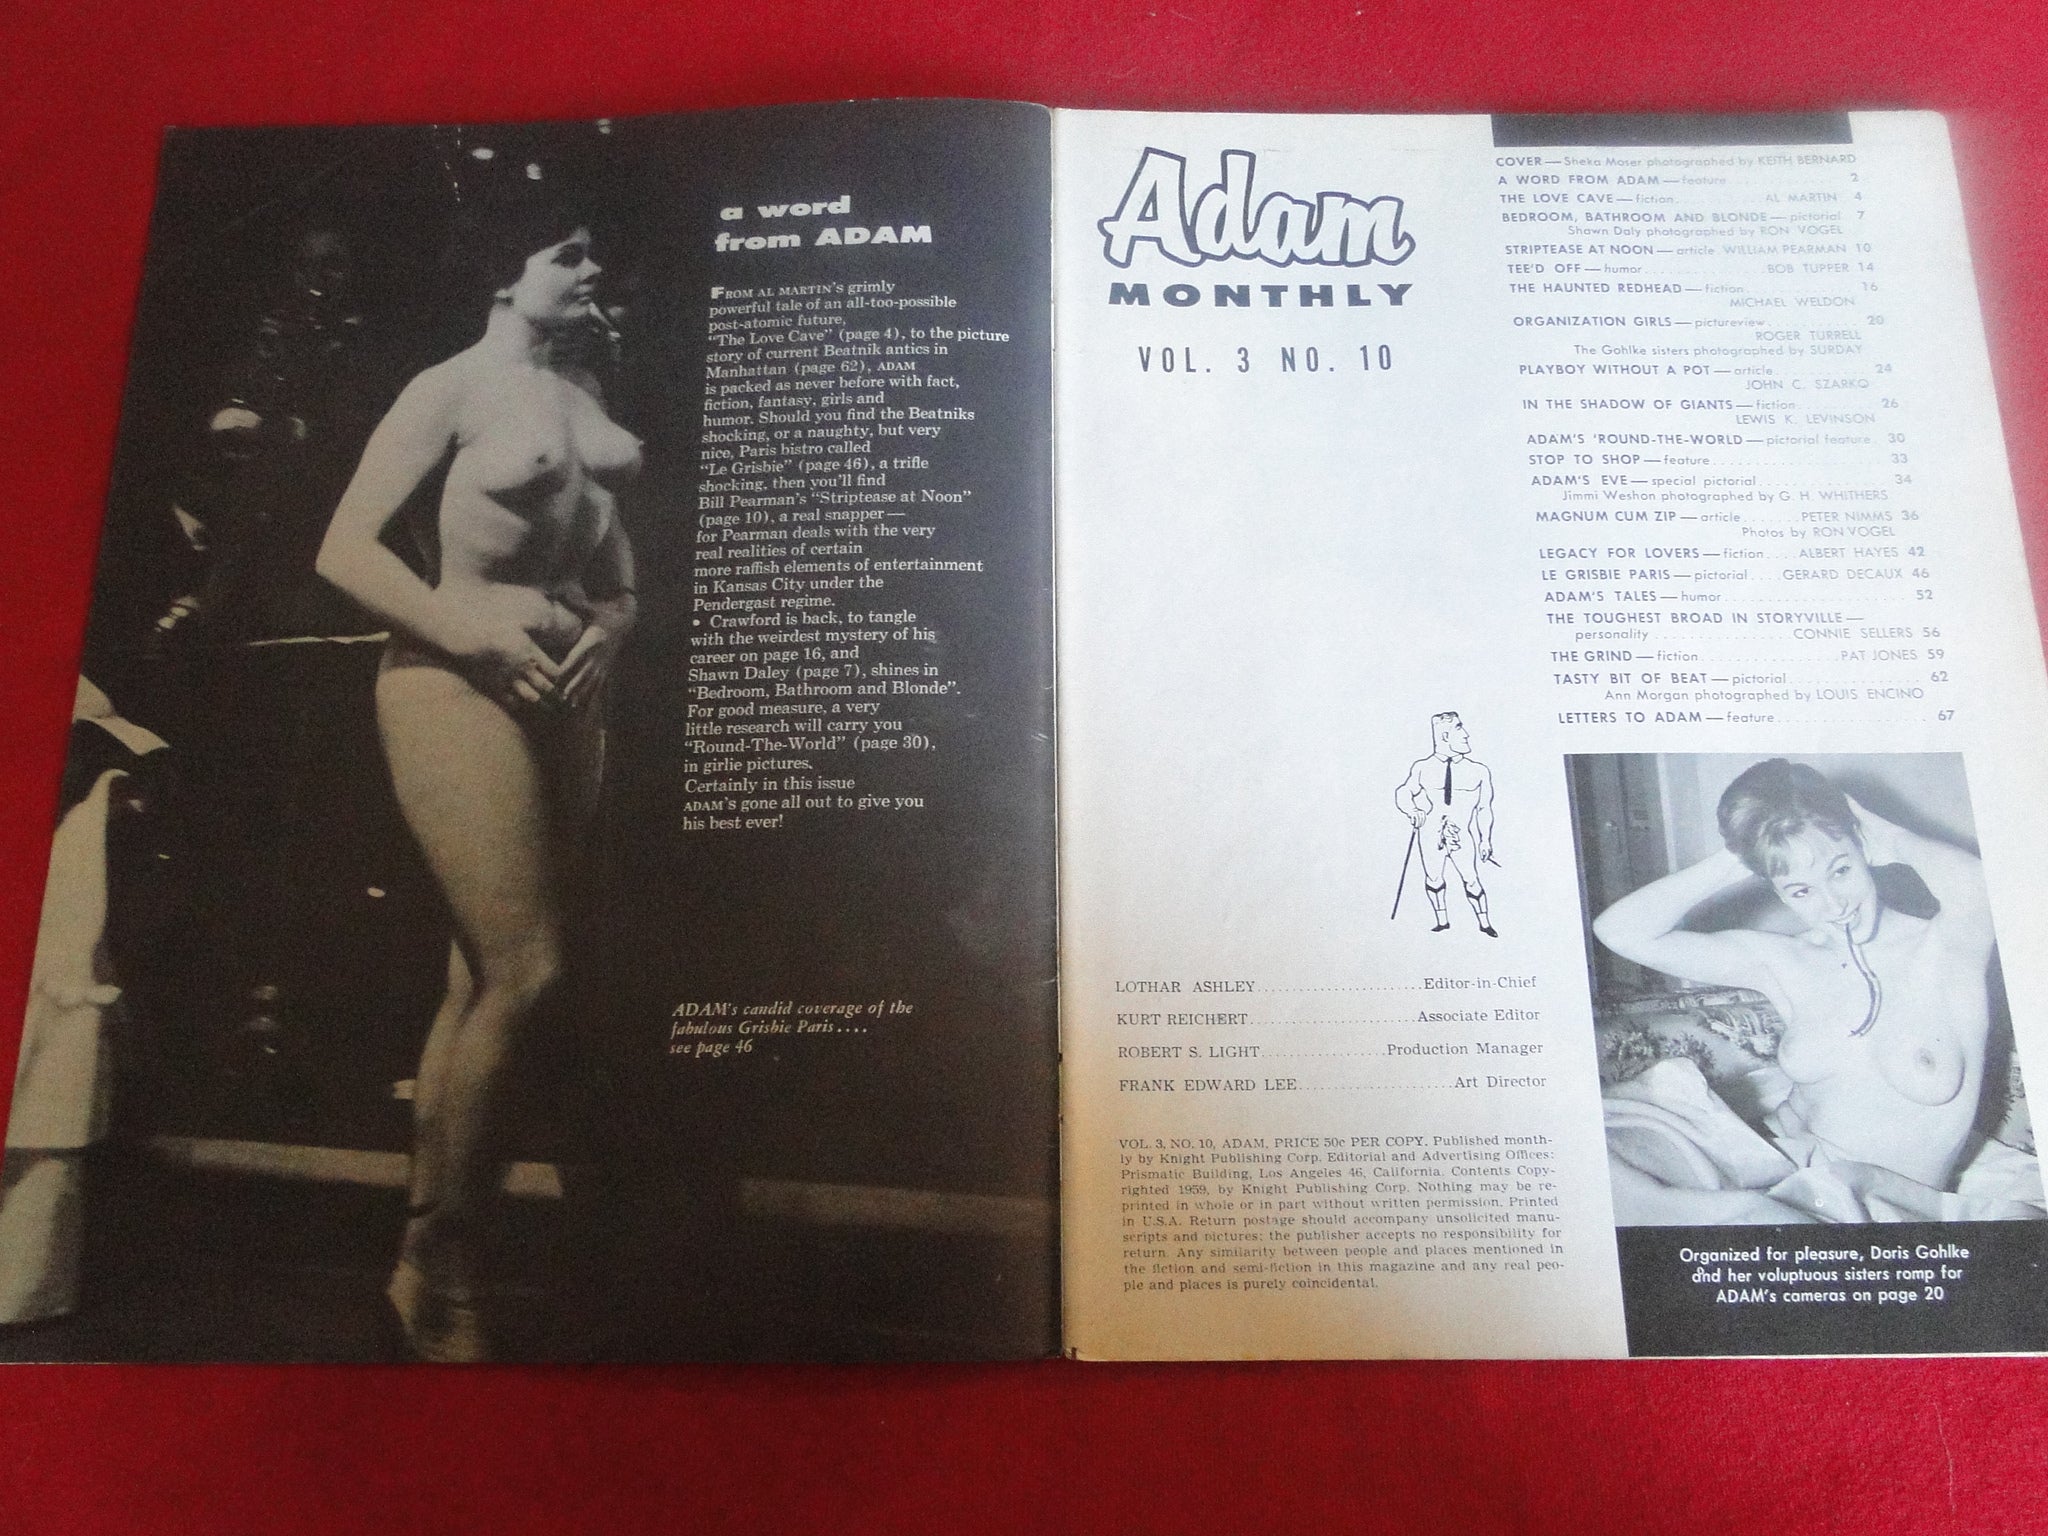 a word
from ADAM
FROM AL MARTIN's grimly
powerful tale of an all-too-possible
post-atomic future,
"The Love Cave" (page 4), to the picture
story of current Beatnik antics in
Manhattan (page 62), ADAM
is packed as never before with fact,
fiction, fantasy, girls and
humor. Should you find the Beatniks
shocking, or a naughty, but very
nice, Paris bistro called
"Le Grisbie" (page 46), a trifle
shocking, then you'll find
Bill Pearman's "Striptease at Noon"
(page 10), a real snapper —
for Pearman deals with the very
real realities of certain
more raffish elements of entertainment
in Kansas City under the
Pendergast regime.
• Crawford is back, to tangle
with the weirdest mystery of his
career on page 16, and
Shawn Daley (page 7), shines in
"Bedroom, Bathroom and Blonde".
For good measure, a very
little research will carry you
"Round-The-World" (page 30),
in girlie pictures.
Certainly in this issue
ADAM's gone all out to give you
his best ever!
ADAM's candid coverage of the
fabulous Grisbie Paris....
see page 46
Adam
MONTHLY
VOL. 3 NO. 10
COVER — Sheka Moser photographed by KEITH BERNARD
A WORD FROM ADAM — feature 2
THE LOVE CAVE — fiction AL MARTIN 4
BEDROOM, BATHROOM AND BLONDE — pictorial 7
Shawn Daly photographed by RON VOGEL
STRIPTEASE AT NOON — article WILLIAM PEARMAN 10
TEE'D OFF — humor BOB TUPPER 14
THE HAUNTED REDHEAD — fiction 16
MICHAEL WELDON
ORGANIZATION GIRLS — pictureview 20
ROGER TURRELL
The Gohlke sisters photographed by SURDAY
PLAYBOY WITHOUT A POT — article 24
JOHN C. SZARKO
IN THE SHADOW OF GIANTS — fiction 26
LEWIS K. LEVINSON
ADAM'S 'ROUND-THE-WORLD — pictorial feature 30
STOP TO SHOP — feature 33
ADAM'S EVE — special pictorial 34
Jimmi Weshon photographed by G. H. WHITHERS
MAGNUM CUM ZIP — article PETER NIMMS 36
Photos by RON VOGEL
LEGACY FOR LOVERS — fiction ALBERT HAYES 42
LE GRISBIE PARIS — pictorial GERARD DECAUX 46
ADAM'S TALES — humor 52
THE TOUGHEST BROAD IN STORYVILLE —
personality CONNIE SELLERS 56
THE GRIND — fiction PAT JONES 59
TASTY BIT OF BEAT — pictorial 62
Ann Morgan photographed by LOUIS ENCINO
LETTERS TO ADAM — feature 67
LOTHAR ASHLEY Editor-in-Chief
KURT REICHERT Associate Editor
ROBERT S. LIGHT Production Manager
FRANK EDWARD LEE Art Director
VOL. 3, NO. 10, ADAM, PRICE 50c PER COPY. Published month-
ly by Knight Publishing Corp. Editorial and Advertising Offices:
Prismatic Building, Los Angeles 46, California. Contents Copy-
righted 1959, by Knight Publishing Corp. Nothing may be re-
printed in whole or in part without written permission. Printed
in U.S.A. Return postage should accompany unsolicited manu-
scripts and pictures; the publisher accepts no responsibility for
return. Any similarity between people and places mentioned in
the fiction and semi-fiction in this magazine and any real peo-
ple and places is purely coincidental.
Organized for pleasure, Doris Gohlke
and her voluptuous sisters romp for
ADAM's cameras on page 20